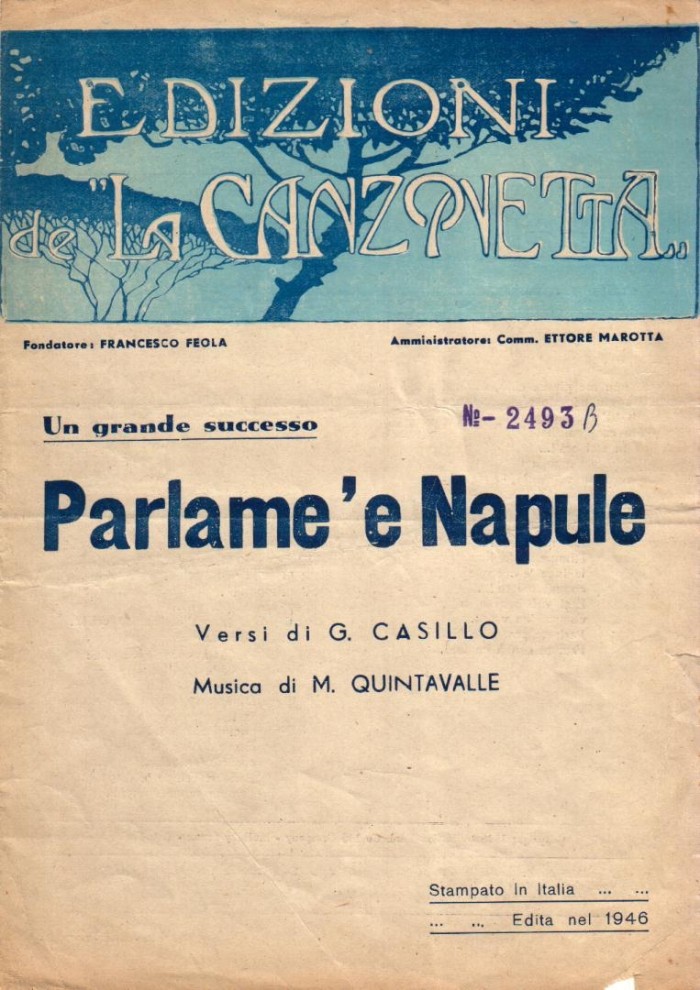 EDIZIONI
de "LA CANZONETTA„
Fondatore: FRANCESCO FEOLA
Amministratore: Comm. ETTORE MAROTTA
Un grande successo
№- 2493 B
Parlame 'e Napule
Versi di G. CASILLO
Musica di M. QUINTAVALLE
Stampato in Italia ... ...
... ... Edita nel 1946